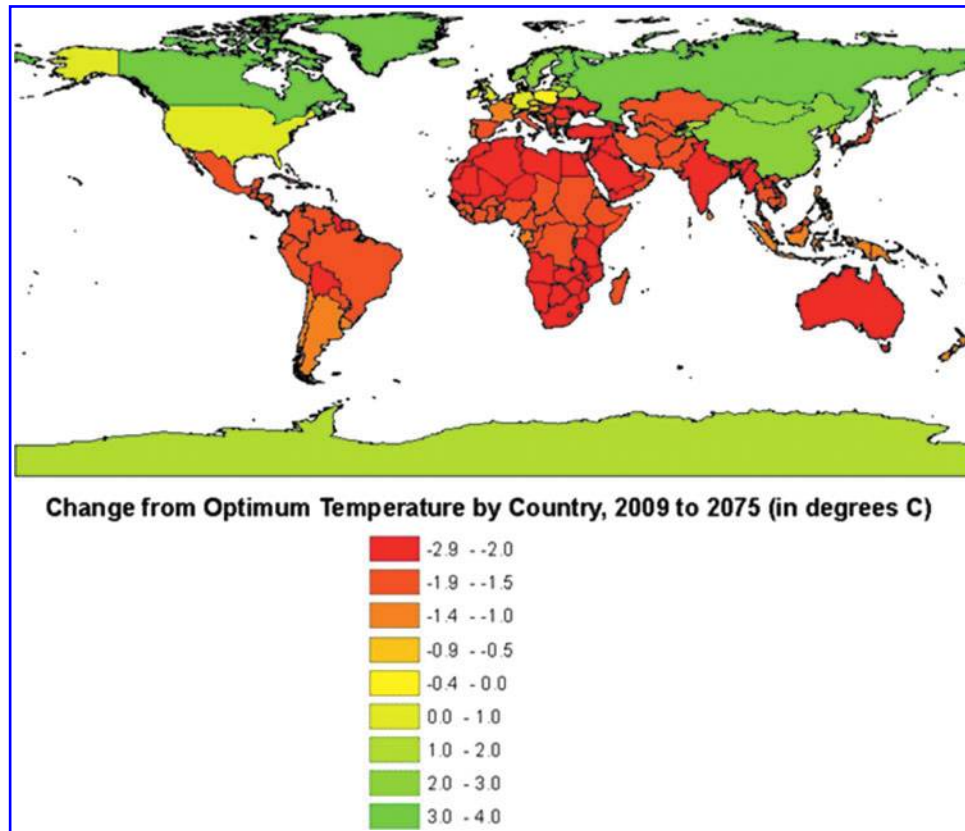 Change from Optimum Temperature by Country, 2009 to 2075 (in degrees C)
-2.9 - -2.0
-1.9 - -1.5
-1.4 - -1.0
-0.9 - -0.5
-0.4 - 0.0
0.0 - 1.0
1.0 - 2.0
2.0 - 3.0
3.0 - 4.0